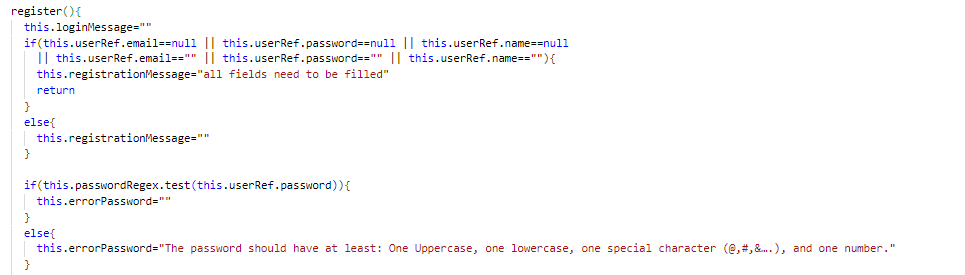 register(){
this.loginMessage=""
if(this.userRef.email==null || this.userRef.password==null || this.userRef.name==null
|| this.userRef.email=="" || this.userRef.password=="" || this.userRef.name==""){
this.registrationMessage="all fields need to be filled"
return
}
else{
this.registrationMessage=""
}
if(this.passwordRegex.test(this.userRef.password)){
this.errorPassword=""
}
else{
this.errorPassword="The password should have at least: One Uppercase, one lowercase, one special character (@,#,&….), and one number."
}